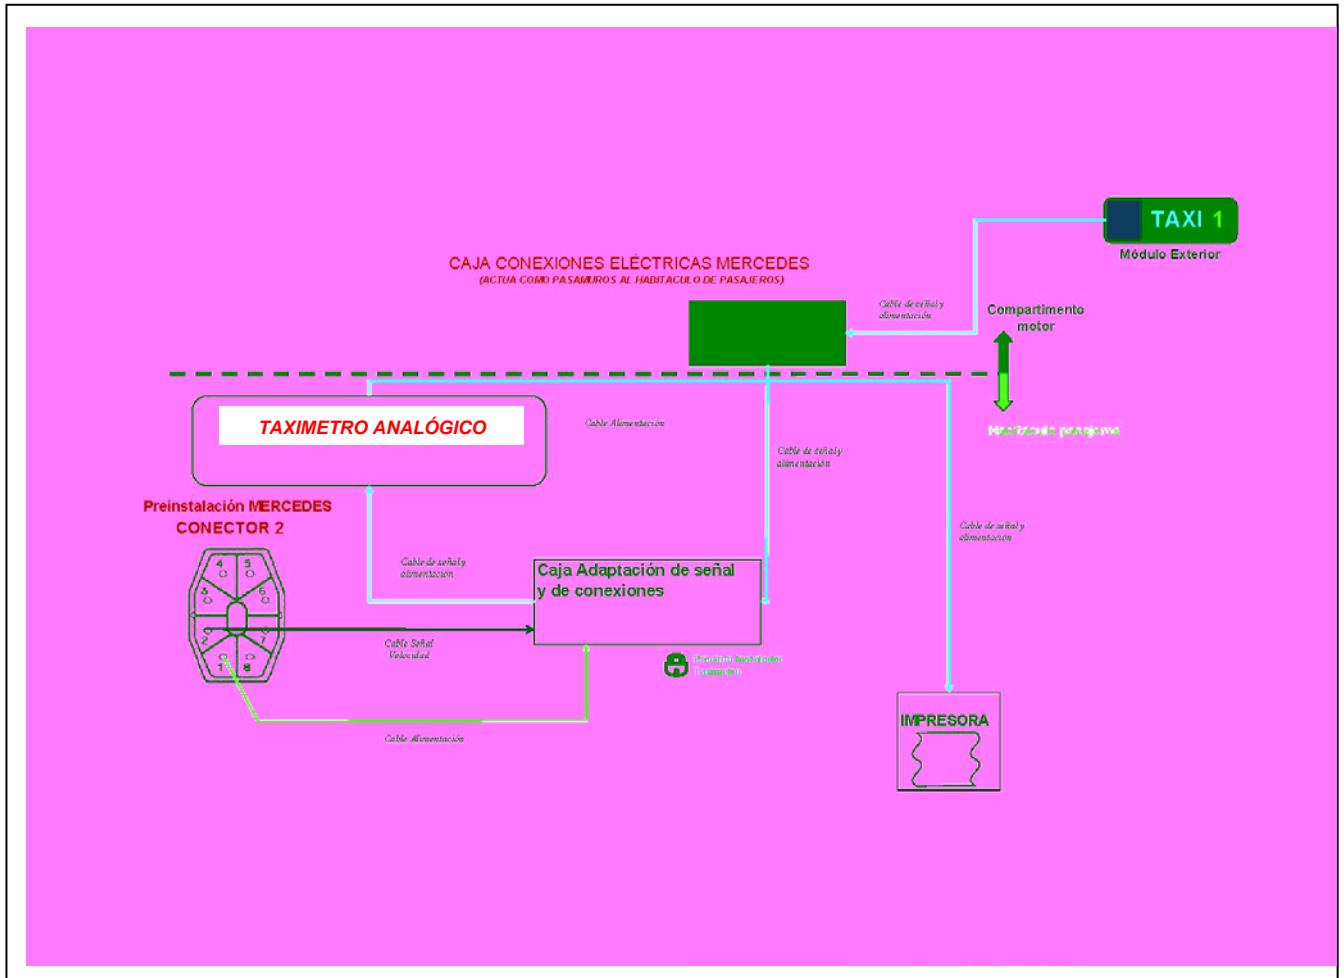 TAXI 1
Módulo Exterior
CAJA CONEXIONES ELÉCTRICAS MERCEDES
(ACTUA COMO PASAMUROS AL HABITACULO DE PASAJEROS)
Cable de señal y
alimentación
Compartimento
motor
TAXIMETRO ANALÓGICO
Cable Alimentación
Habitáculo pasajeros
Cable de señal y
alimentación
Preinstalación MERCEDES
CONECTOR 2
Cable de señal y
alimentación
Cable de señal y
alimentación
Caja Adaptación de señal
y de conexiones
4 5
3 6
2 7
1 8
Cable Señal
Velocidad
Cable Alimentación
IMPRESORA